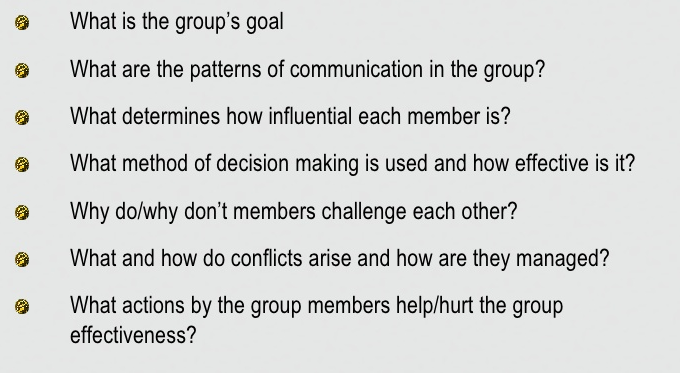 What is the group’s goal
What are the patterns of communication in the group?
What determines how influential each member is?
What method of decision making is used and how effective is it?
Why do/why don’t members challenge each other?
What and how do conflicts arise and how are they managed?
What actions by the group members help/hurt the group
effectiveness?